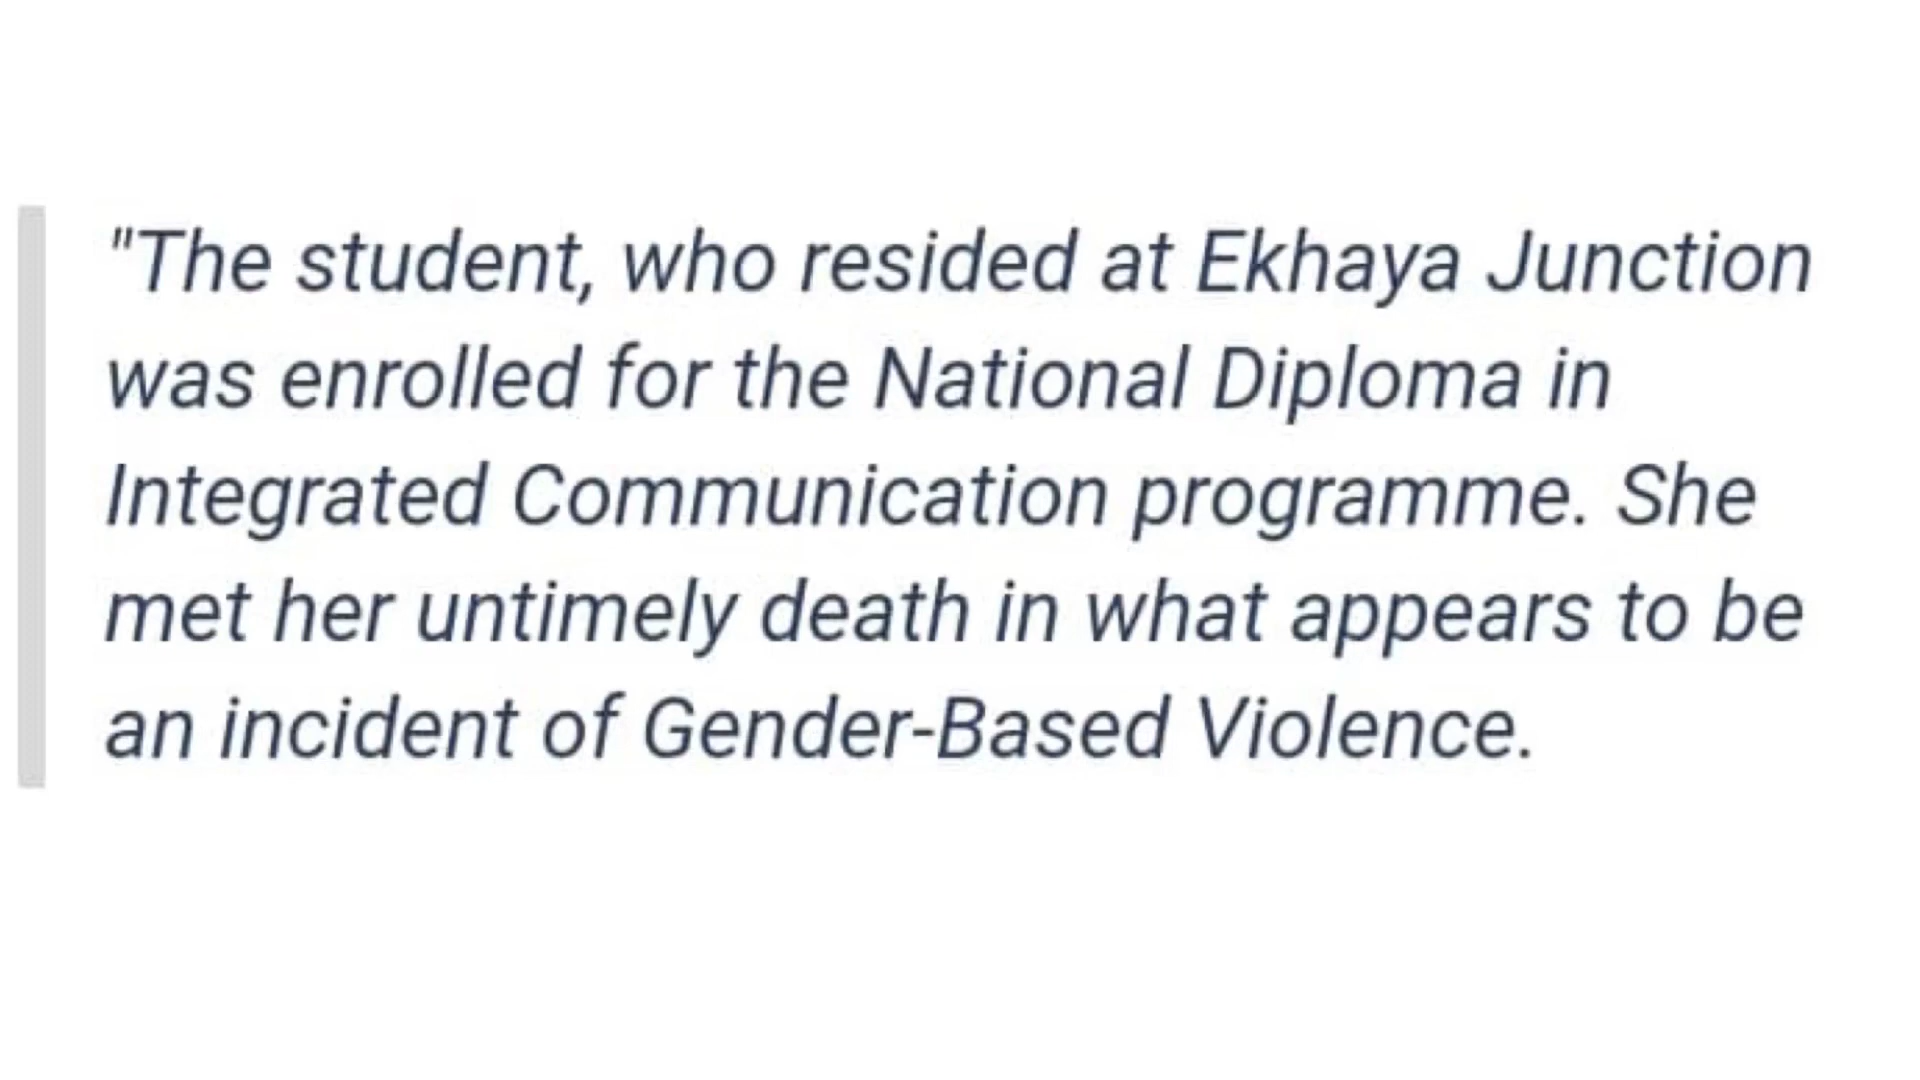 "The student, who resided at Ekhaya Junction
was enrolled for the National Diploma in
Integrated Communication programme. She
met her untimely death in what appears to be
an incident of Gender-Based Violence.